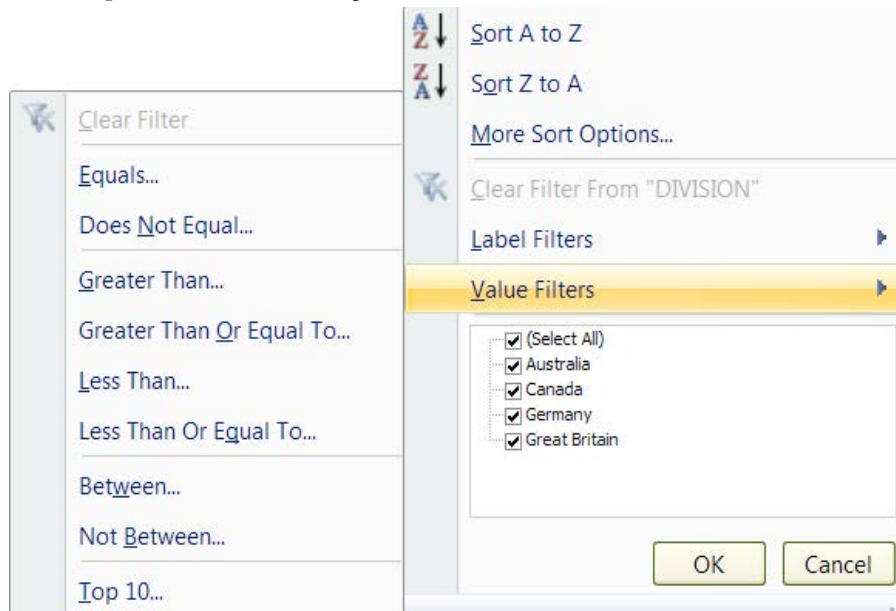 Sort A to Z
Sort Z to A
More Sort Options...
Clear Filter From "DIVISION"
Label Filters
Value Filters
(Select All)
Australia
Canada
Germany
Great Britain
OK
Cancel
Clear Filter
Equals...
Does Not Equal...
Greater Than...
Greater Than Or Equal To...
Less Than...
Less Than Or Equal To...
Between...
Not Between...
Top 10...